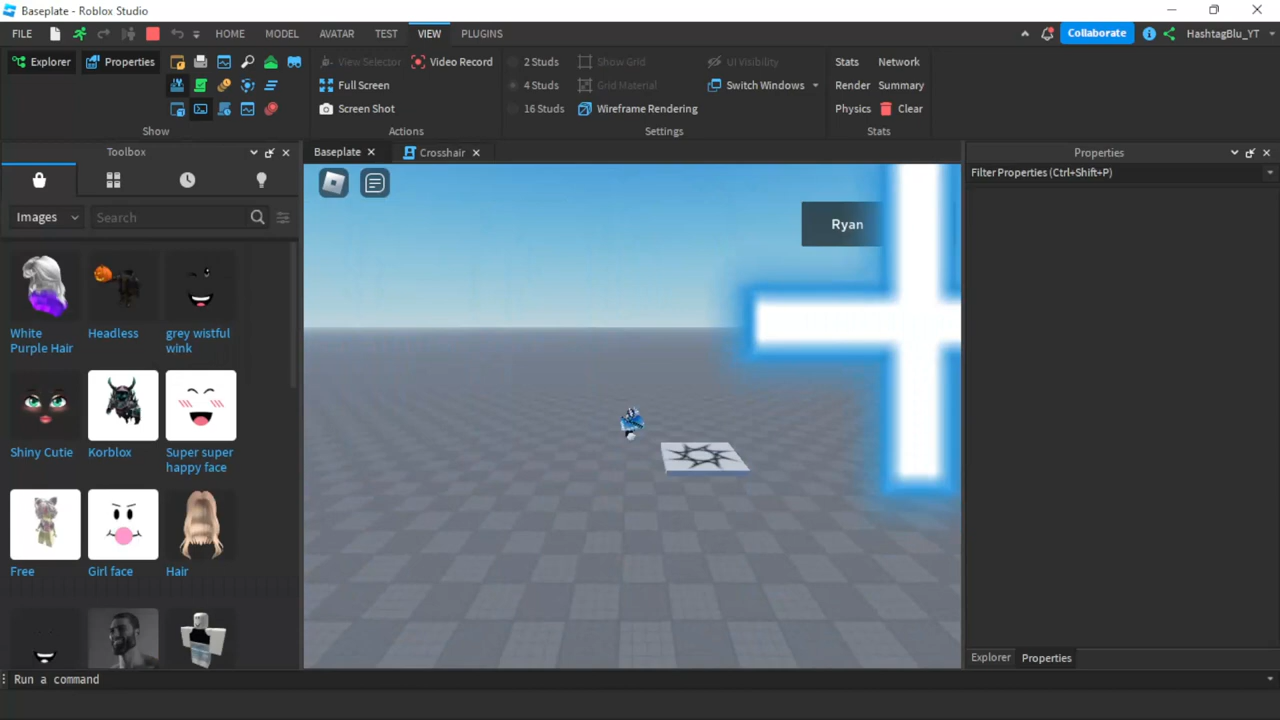 Baseplate - Roblox Studio
FILE
HOME
MODEL
AVATAR
TEST
VIEW
PLUGINS
Collaborate
HashtagBlu_YT
Explorer
Properties
Show
View Selector
Video Record
Full Screen
Screen Shot
Actions
2 Studs
4 Studs
16 Studs
Show Grid
Grid Material
Wireframe Rendering
UI Visibility
Switch Windows
Settings
Stats
Network
Render
Summary
Physics
Clear
Stats
Toolbox
Baseplate
Crosshair
Properties
Filter Properties (Ctrl+Shift+P)
Images
Search
White
Purple Hair
Headless
grey wistful
wink
Shiny Cutie
Korblox
Super super
happy face
Free
Girl face
Hair
Ryan
Explorer
Properties
Run a command